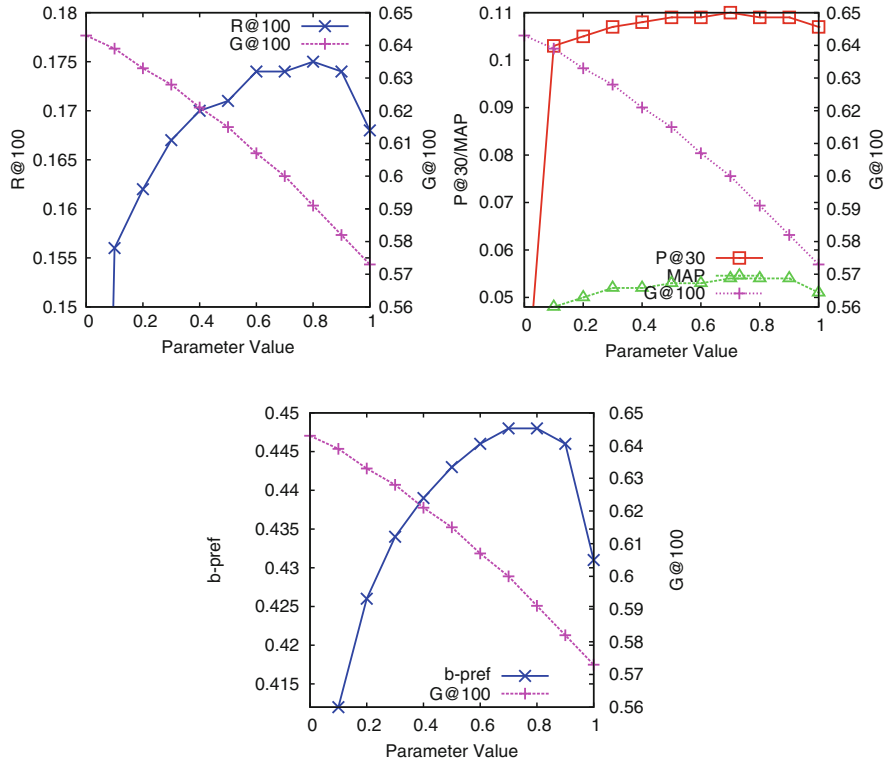 R@100
G@100
0.18
0.175
0.17
0.165
0.16
0.155
0.15
R@100
0.65
0.64
0.63
0.62
0.61
0.6
0.59
0.58
0.57
0.56
G@100
0 0.2 0.4 0.6 0.8 1
Parameter Value
P@30
MAP
G@100
0.11
0.1
0.09
0.08
0.07
0.06
0.05
P@30/MAP
0.65
0.64
0.63
0.62
0.61
0.6
0.59
0.58
0.57
0.56
G@100
0 0.2 0.4 0.6 0.8 1
Parameter Value
b-pref
G@100
0.45
0.445
0.44
0.435
0.43
0.425
0.42
0.415
b-pref
0.65
0.64
0.63
0.62
0.61
0.6
0.59
0.58
0.57
0.56
G@100
0 0.2 0.4 0.6 0.8 1
Parameter Value